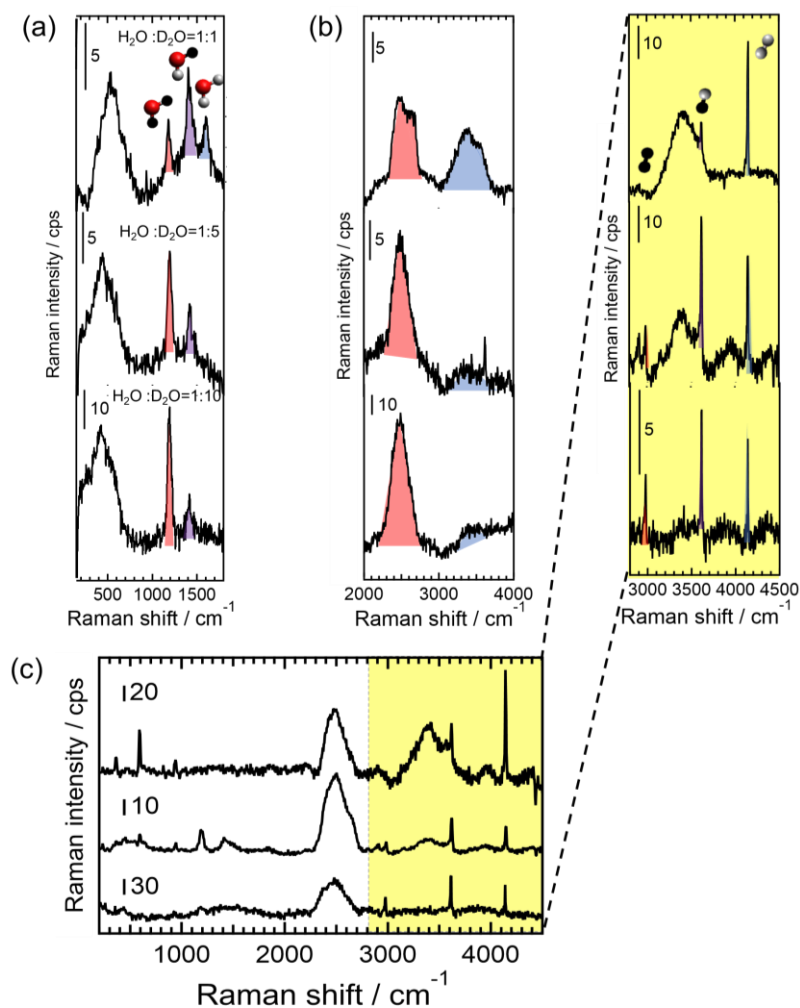 (a)
H₂O :D₂O=1:1
5
H₂O :D₂O=1:5
5
H₂O :D₂O=1:10
10
Raman intensity / cps
500 1000 1500
Raman shift / cm⁻¹
(b)
5
5
10
Raman intensity / cps
2000 3000 4000
Raman shift / cm⁻¹
10
10
5
Raman intensity / cps
3000 3500 4000 4500
Raman shift / cm⁻¹
(c)
20
10
30
Raman intensity / cps
1000 2000 3000 4000
Raman shift / cm⁻¹